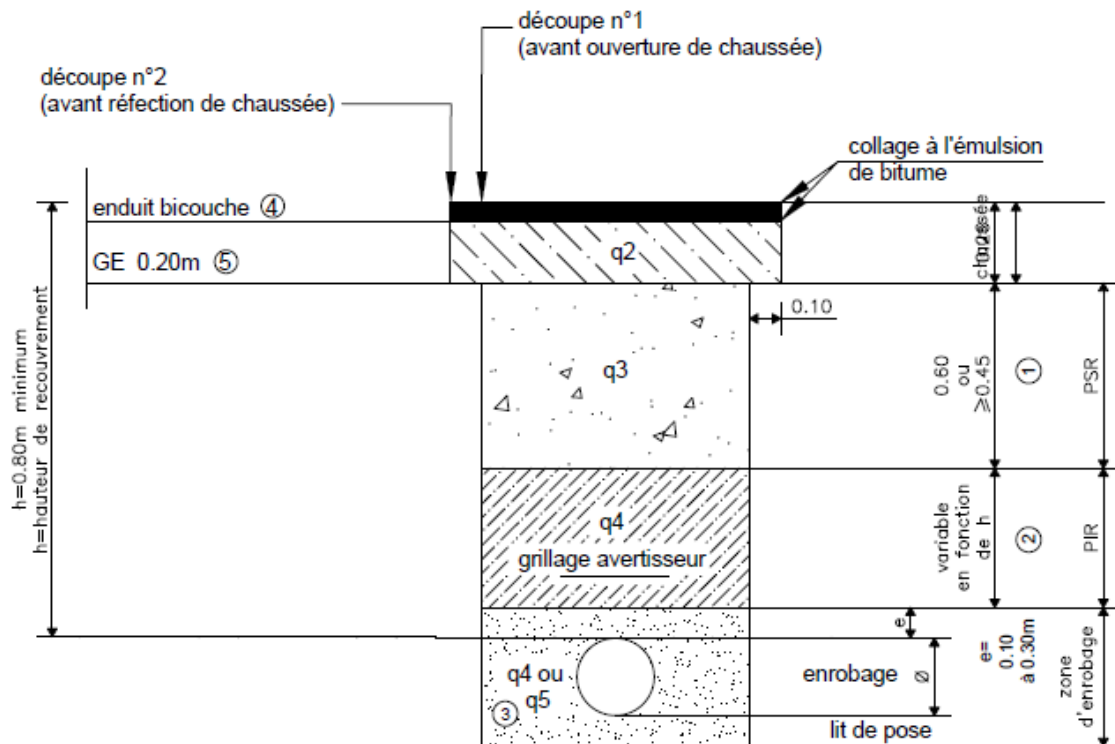 découpe n°1
(avant ouverture de chaussée)
découpe n°2
(avant réfection de chaussée)
collage à l'émulsion
de bitume
enduit bicouche ④
GE 0.20m ⑤
q2
chaussée
0.10
h=0.80m minimum
h=hauteur de recouvrement
q3
0.60
ou
≥0.45
①
PSR
q4
grillage avertisseur
variable
en fonction
de h
②
PIR
e
q4 ou
q5
③
enrobage
Ø
e=
0.10
à 0.30m
zone
d'enrobage
lit de pose